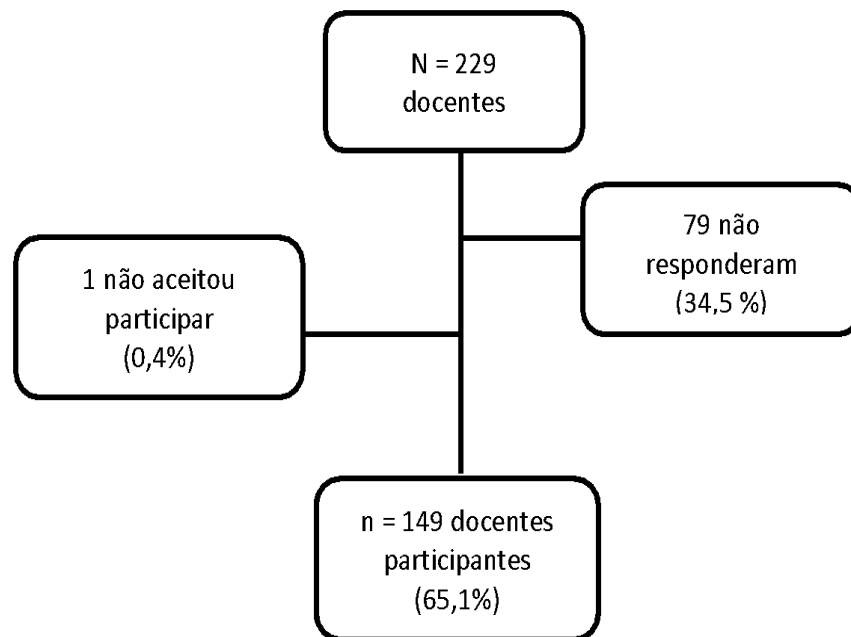 N = 229
docentes
79 não
responderam
(34,5 %)
1 não aceitou
participar
(0,4%)
n = 149 docentes
participantes
(65,1%)